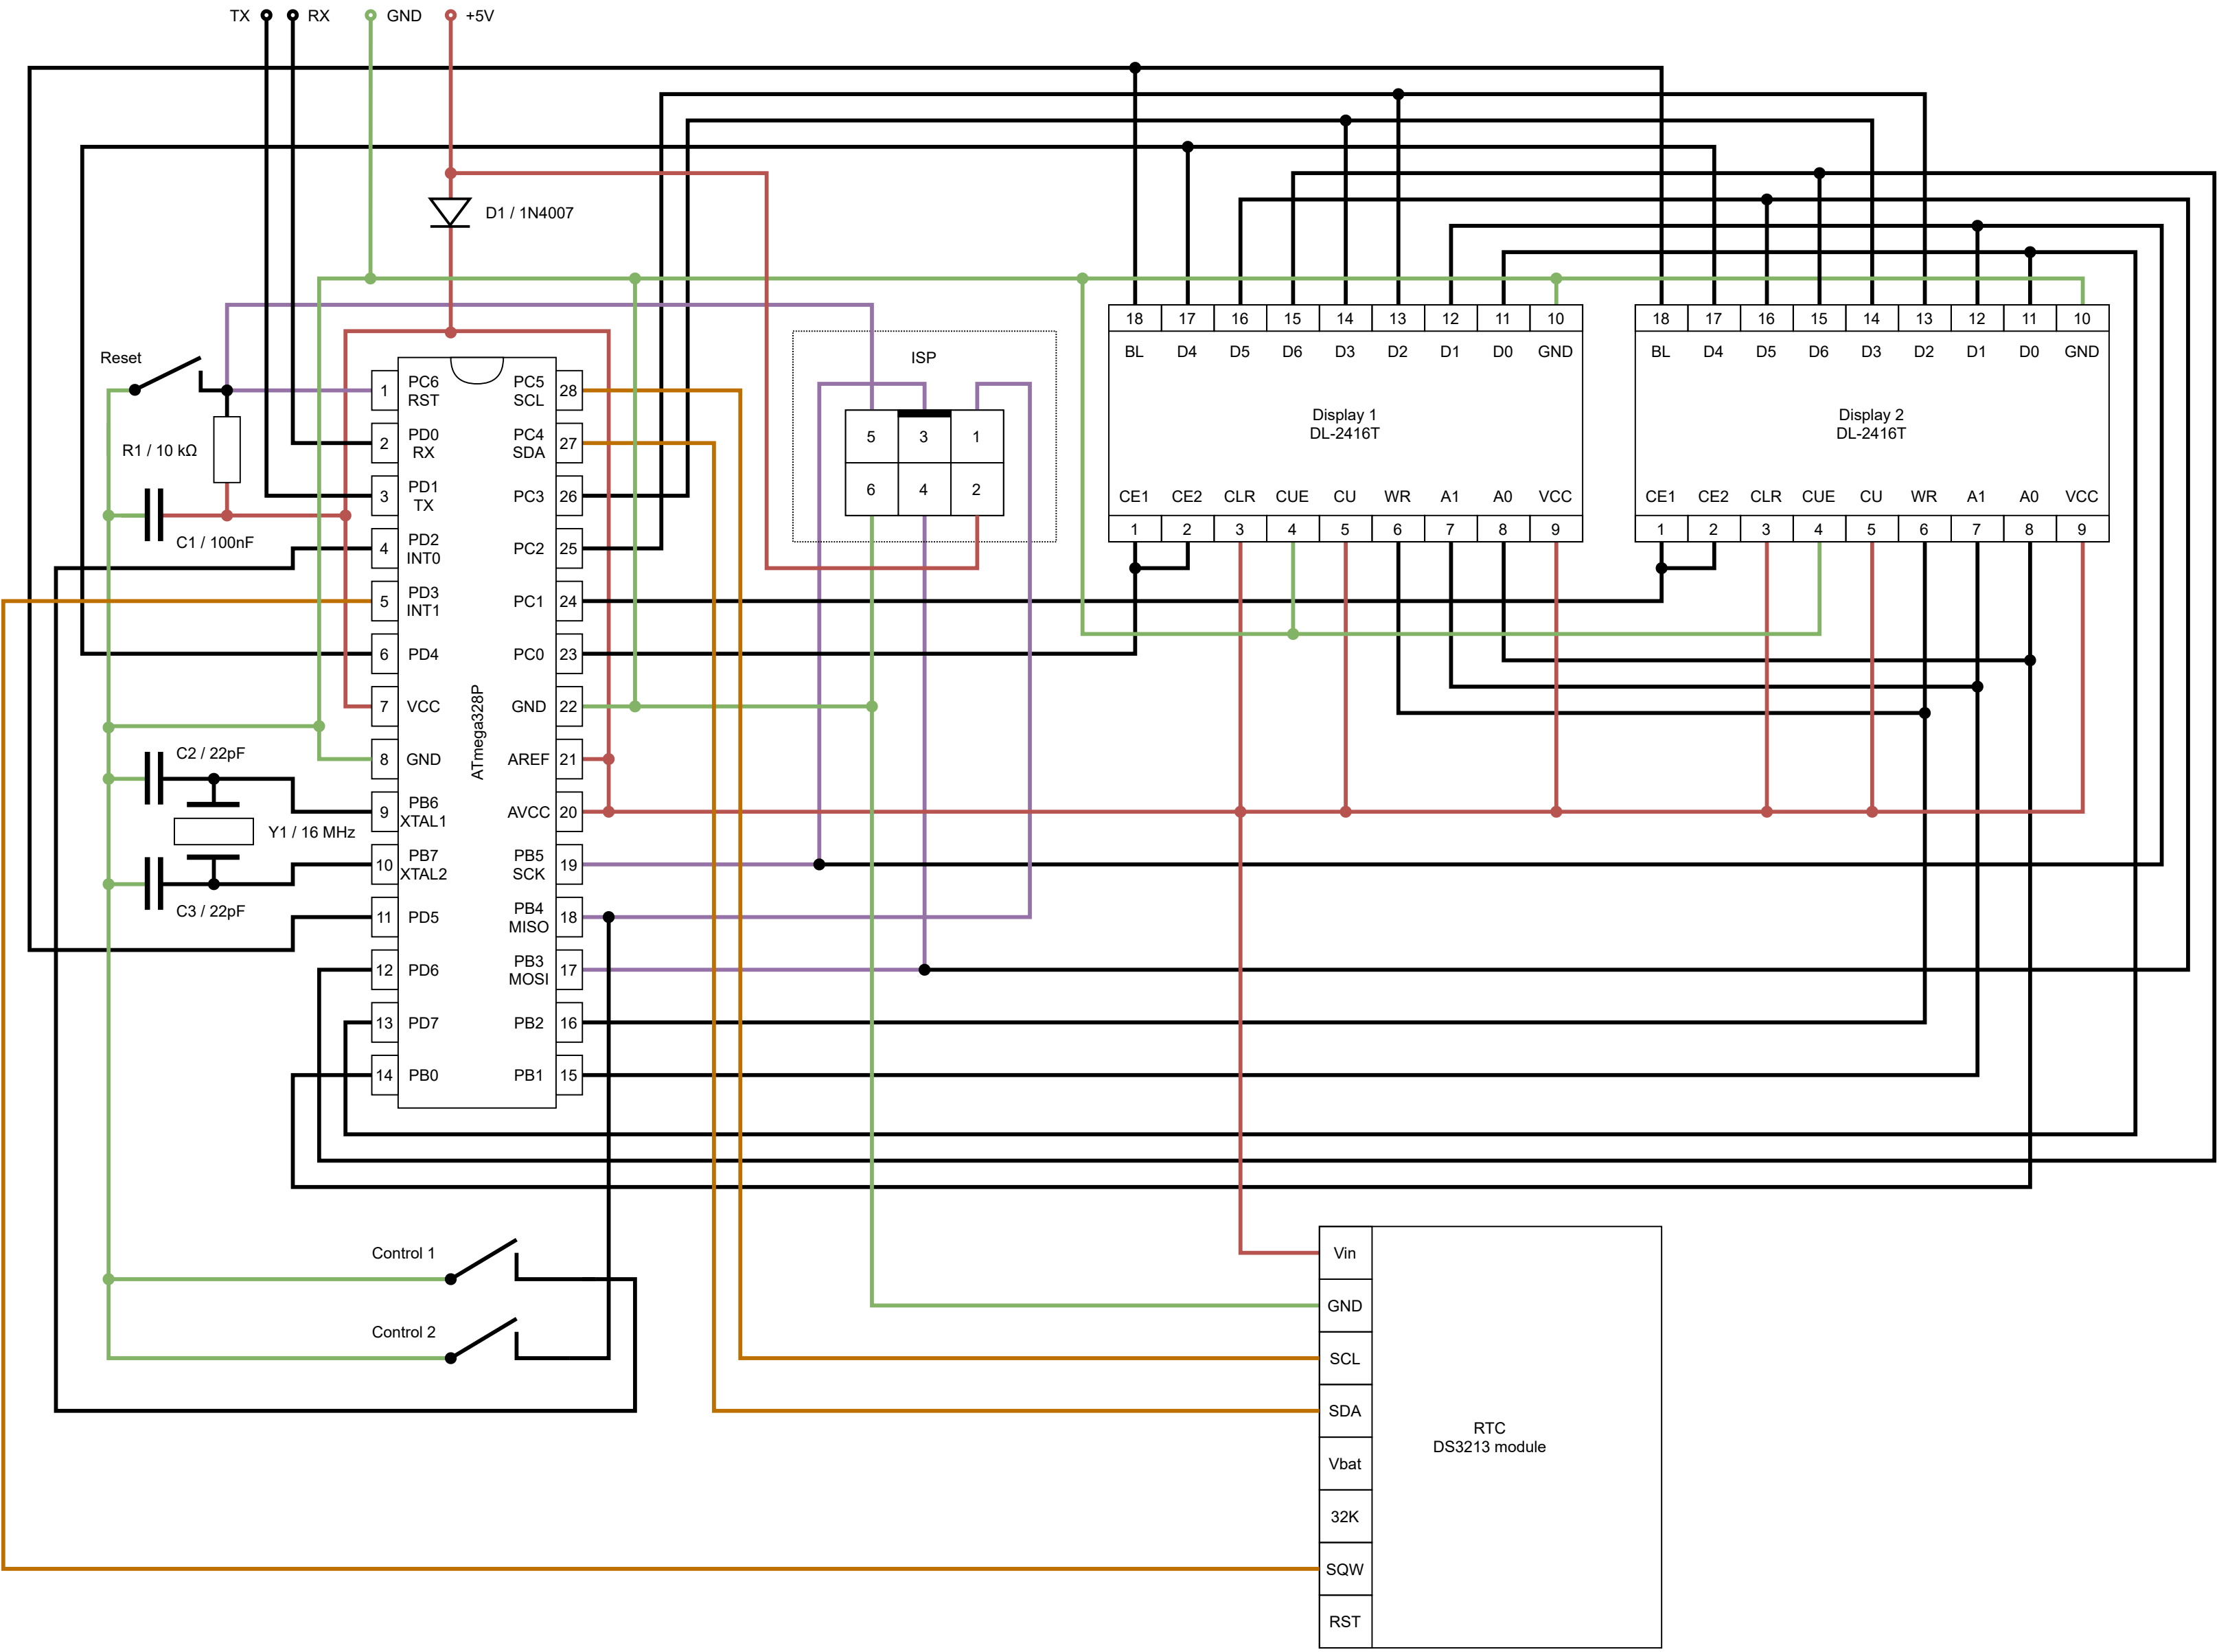 TX
RX
GND
+5V
D1 / 1N4007
Reset
R1 / 10 kΩ
C1 / 100nF
C2 / 22pF
Y1 / 16 MHz
C3 / 22pF
ATmega328P
1 PC6
RST
2 PD0
RX
3 PD1
TX
4 PD2
INT0
5 PD3
INT1
6 PD4
7 VCC
8 GND
9 PB6
XTAL1
10 PB7
XTAL2
11 PD5
12 PD6
13 PD7
14 PB0
PC5 28
SCL
PC4 27
SDA
PC3 26
PC2 25
PC1 24
PC0 23
GND 22
AREF 21
AVCC 20
PB5 19
SCK
PB4 18
MISO
PB3 17
MOSI
PB2 16
PB1 15
ISP
5 3 1
6 4 2
18 17 16 15 14 13 12 11 10
BL D4 D5 D6 D3 D2 D1 D0 GND
Display 1
DL-2416T
CE1 CE2 CLR CUE CU WR A1 A0 VCC
1 2 3 4 5 6 7 8 9
18 17 16 15 14 13 12 11 10
BL D4 D5 D6 D3 D2 D1 D0 GND
Display 2
DL-2416T
CE1 CE2 CLR CUE CU WR A1 A0 VCC
1 2 3 4 5 6 7 8 9
Control 1
Control 2
Vin
GND
SCL
SDA
Vbat
32K
SQW
RST
RTC
DS3213 module